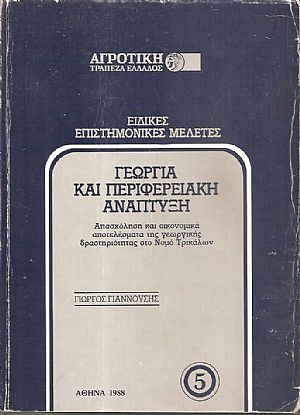 ΑΓΡΟΤΙΚΗ
ΤΡΑΠΕΖΑ ΕΛΛΑΔΟΣ
ΕΙΔΙΚΕΣ
ΕΠΙΣΤΗΜΟΝΙΚΕΣ ΜΕΛΕΤΕΣ
ΓΕΩΡΓΙΑ
ΚΑΙ ΠΕΡΙΦΕΡΕΙΑΚΗ
ΑΝΑΠΤΥΞΗ
Απασχόληση και οικονομικά
αποτελέσματα της γεωργικής
δραστηριότητας στο Νομό Τρικάλων
ΓΙΩΡΓΟΣ ΓΙΑΝΝΟΥΣΗΣ
ΑΘΗΝΑ 1988
5